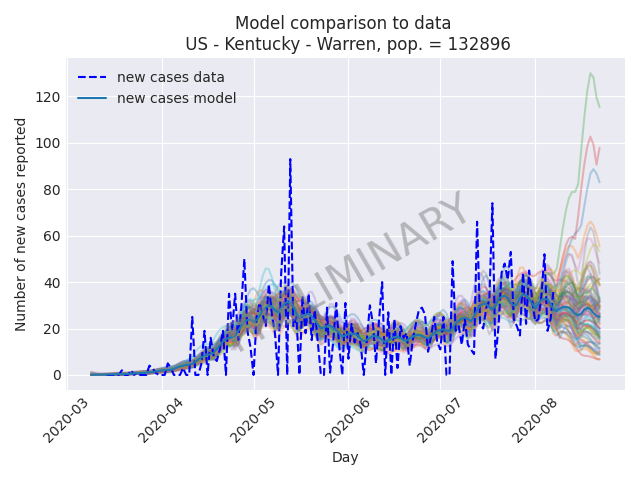 Model comparison to data
US - Kentucky - Warren, pop. = 132896
new cases data
new cases model
Number of new cases reported
120
100
80
60
40
20
0
2020-03
2020-04
2020-05
2020-06
2020-07
2020-08
Day